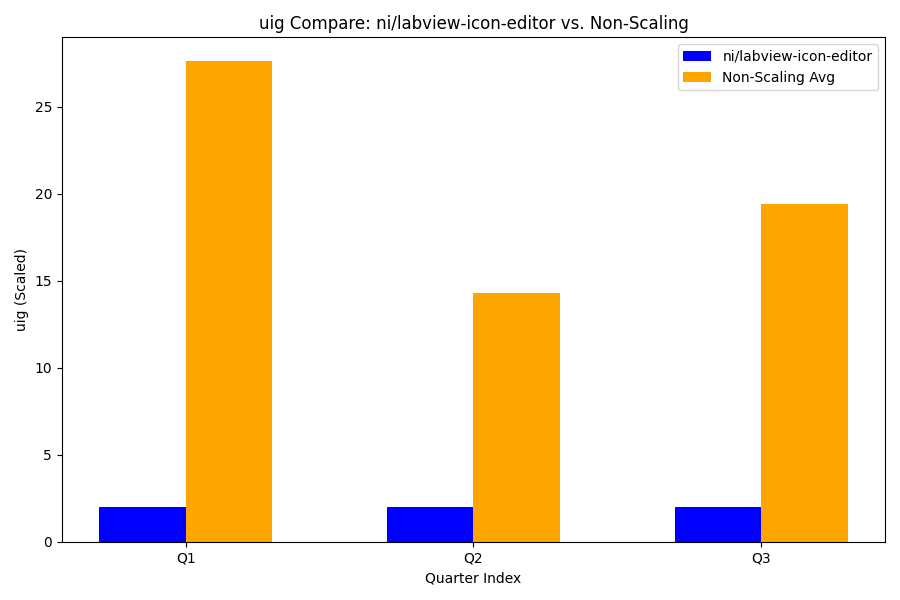 uig Compare: ni/labview-icon-editor vs. Non-Scaling
ni/labview-icon-editor
Non-Scaling Avg
uig (Scaled)
25
20
15
10
5
0
Q1
Q2
Q3
Quarter Index